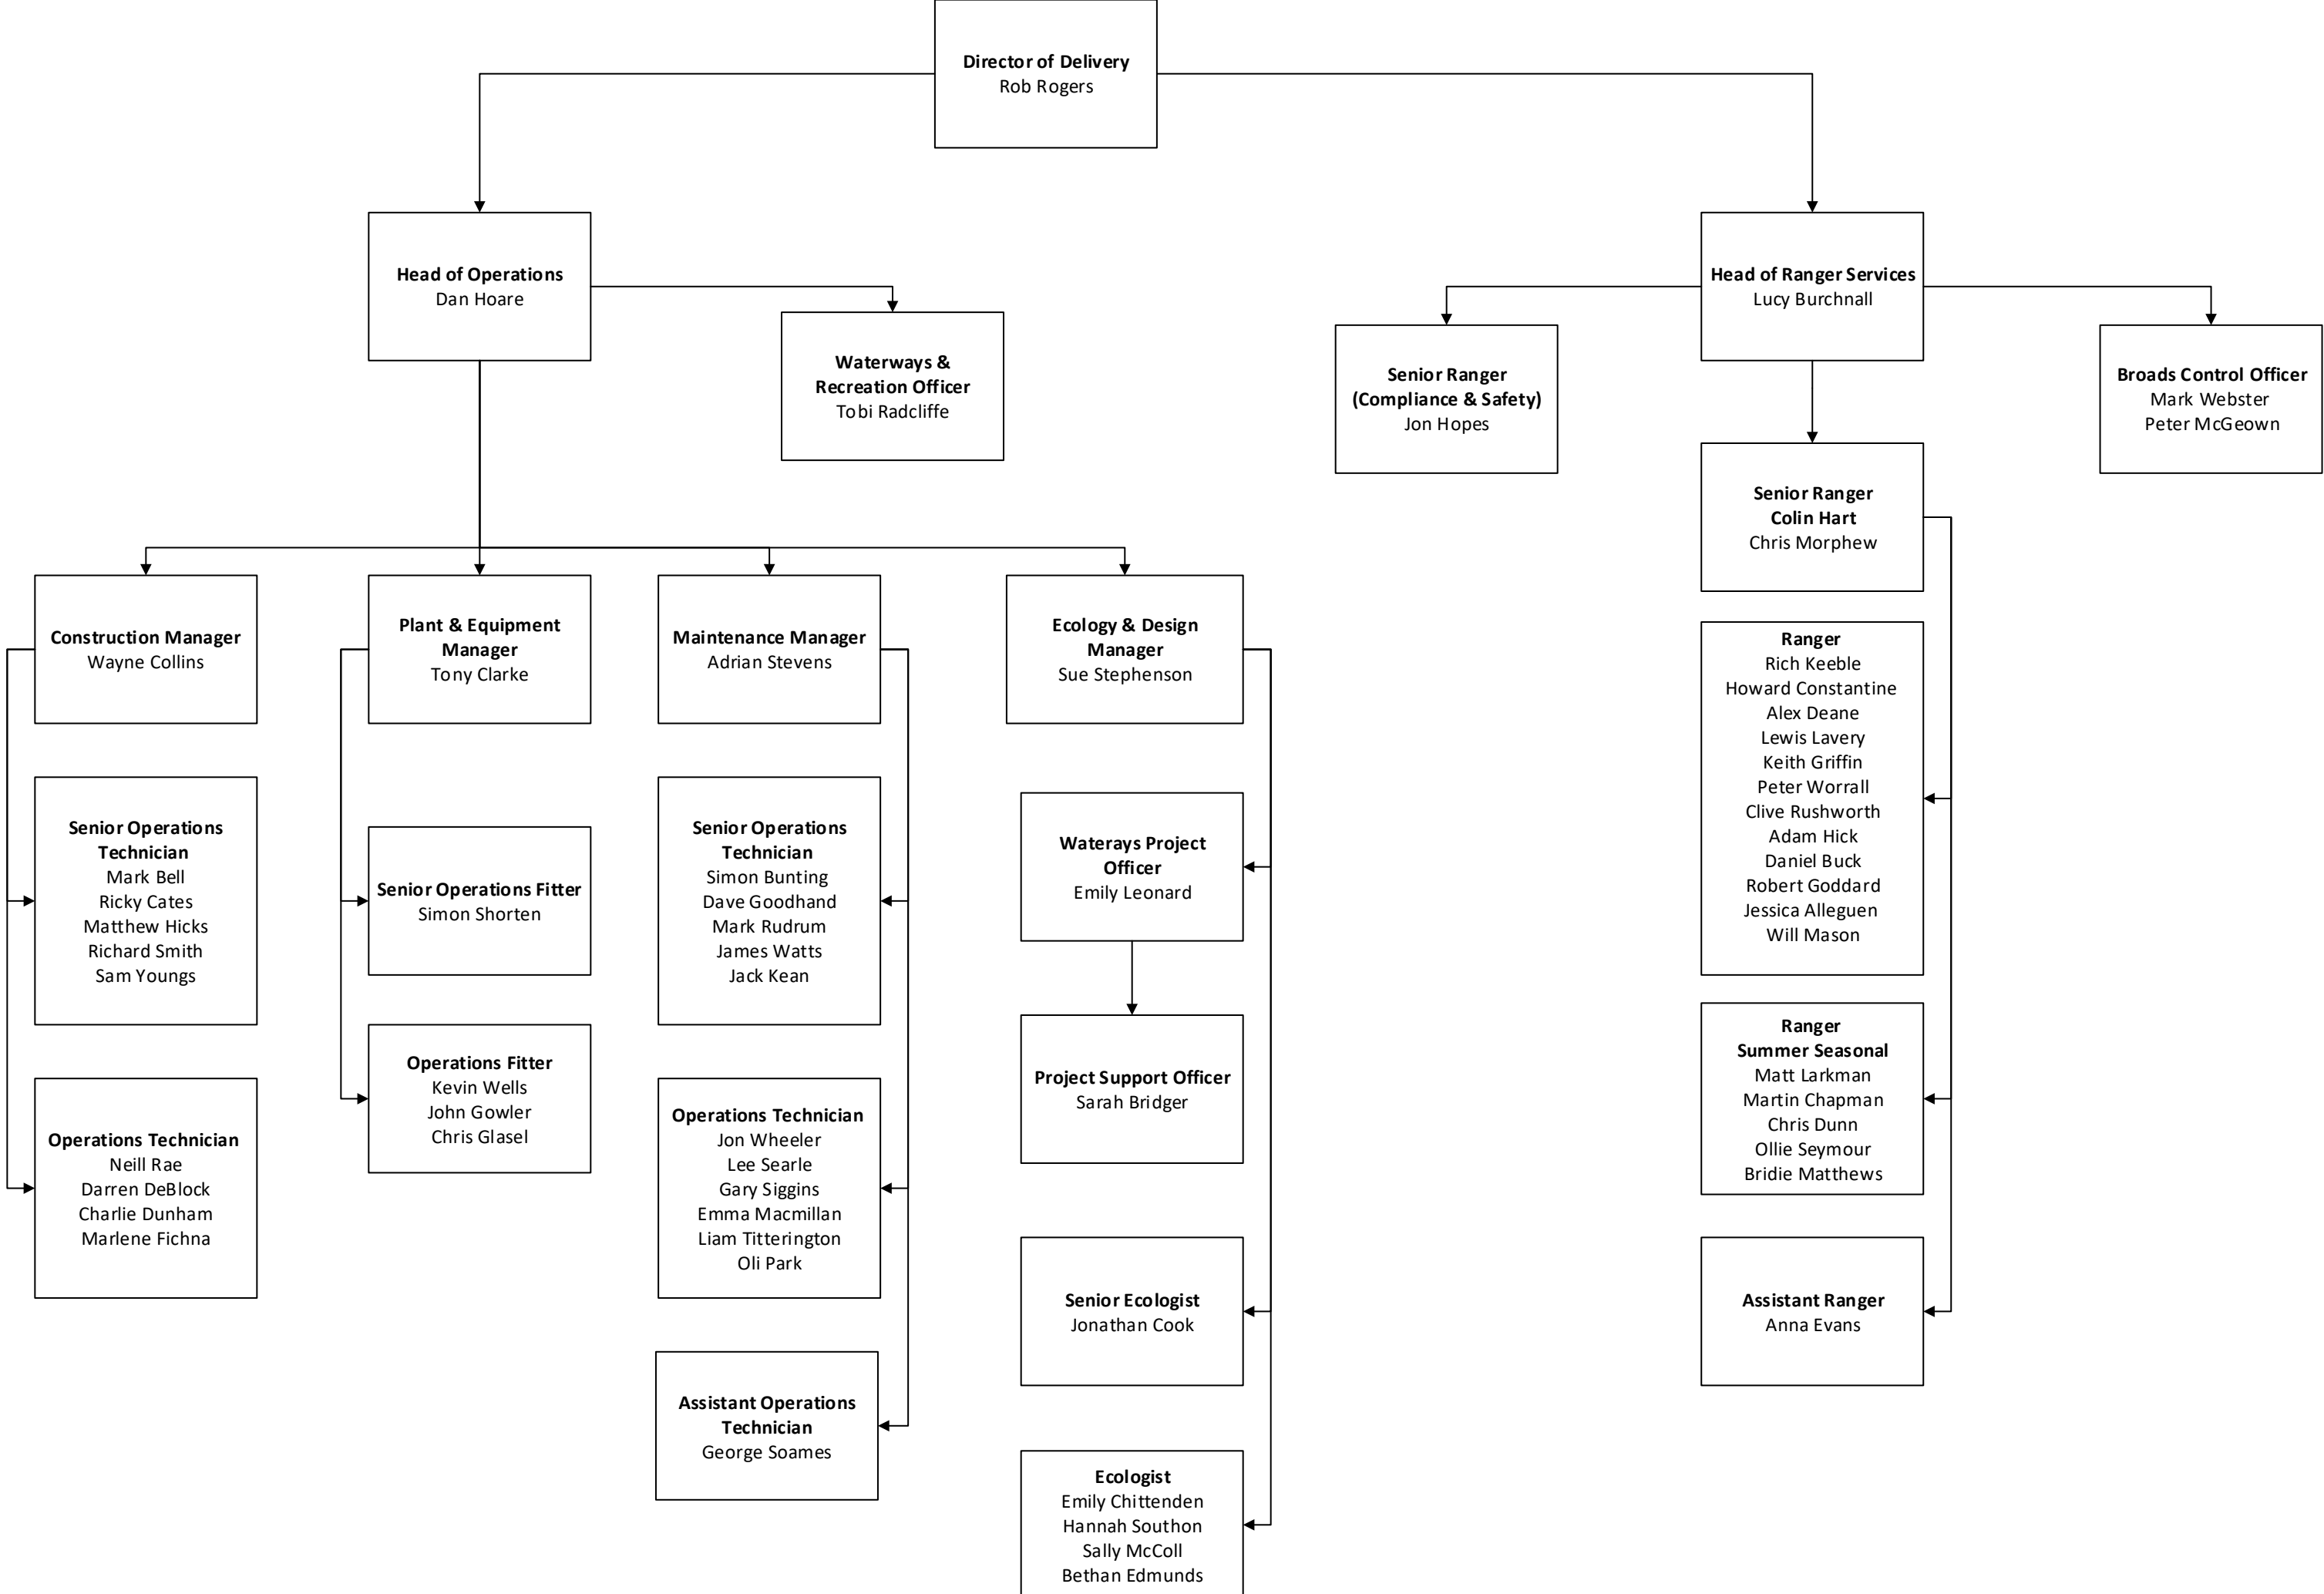 Director of Delivery
Rob Rogers
Head of Operations
Dan Hoare
Head of Ranger Services
Lucy Burchnall
Waterways &
Recreation Officer
Tobi Radcliffe
Senior Ranger
(Compliance & Safety)
Jon Hopes
Broads Control Officer
Mark Webster
Peter McGeown
Senior Ranger
Colin Hart
Chris Morphew
Construction Manager
Wayne Collins
Plant & Equipment
Manager
Tony Clarke
Maintenance Manager
Adrian Stevens
Ecology & Design
Manager
Sue Stephenson
Ranger
Rich Keeble
Howard Constantine
Alex Deane
Lewis Lavery
Keith Griffin
Peter Worrall
Clive Rushworth
Adam Hick
Daniel Buck
Robert Goddard
Jessica Alleguen
Will Mason
Senior Operations
Technician
Mark Bell
Ricky Cates
Matthew Hicks
Richard Smith
Sam Youngs
Senior Operations Fitter
Simon Shorten
Senior Operations
Technician
Simon Bunting
Dave Goodhand
Mark Rudrum
James Watts
Jack Kean
Waterays Project
Officer
Emily Leonard
Operations Fitter
Kevin Wells
John Gowler
Chris Glasel
Project Support Officer
Sarah Bridger
Ranger
Summer Seasonal
Matt Larkman
Martin Chapman
Chris Dunn
Ollie Seymour
Bridie Matthews
Operations Technician
Neill Rae
Darren DeBlock
Charlie Dunham
Marlene Fichna
Operations Technician
Jon Wheeler
Lee Searle
Gary Siggins
Emma Macmillan
Liam Titterington
Oli Park
Senior Ecologist
Jonathan Cook
Assistant Ranger
Anna Evans
Assistant Operations
Technician
George Soames
Ecologist
Emily Chittenden
Hannah Southon
Sally McColl
Bethan Edmunds